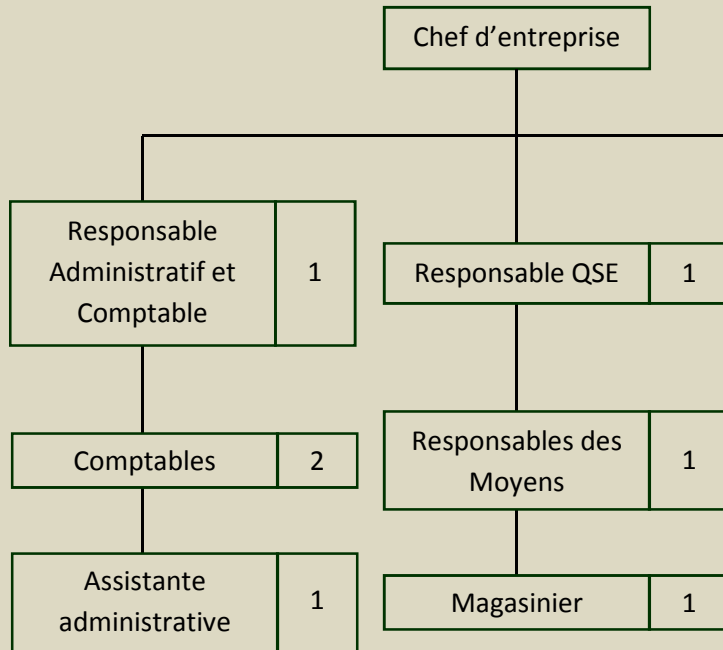 Chef d’entreprise
Responsable
Administratif et
Comptable
1
Responsable QSE
1
Comptables
2
Responsables des
Moyens
1
Assistante
administrative
1
Magasinier
1